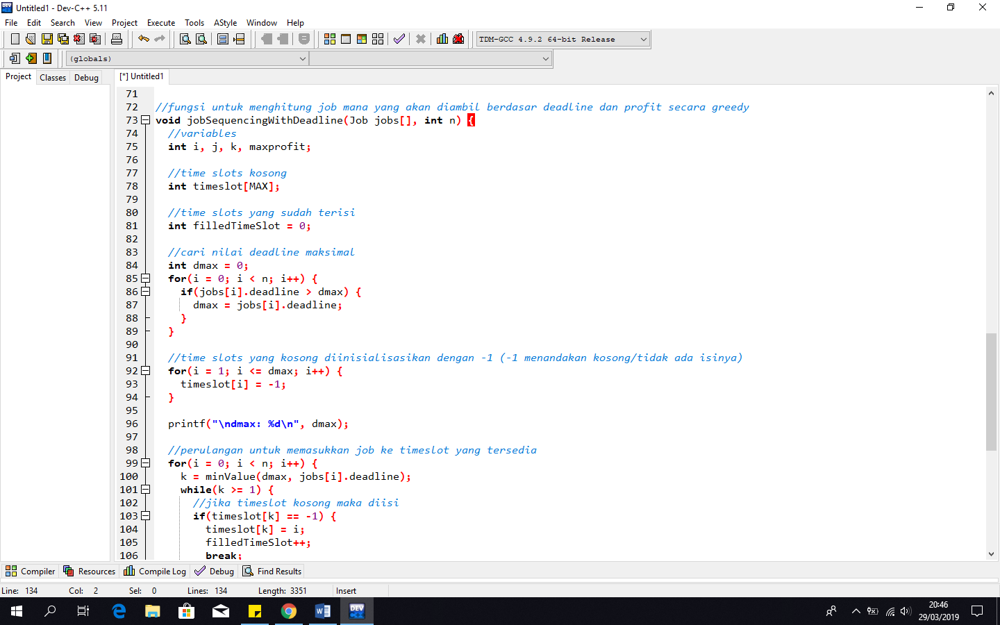 Untitled1 - Dev-C++ 5.11
File Edit Search View Project Execute Tools AStyle Window Help
TDM-GCC 4.9.2 64-bit Release
(globals)
Project Classes Debug
[*] Untitled1
71
72 //fungsi untuk menghitung job mana yang akan diambil berdasar deadline dan profit secara greedy
73 void jobSequencingWithDeadline(Job jobs[], int n) {
74 //variables
75 int i, j, k, maxprofit;
76
77 //time slots kosong
78 int timeslot[MAX];
79
80 //time slots yang sudah terisi
81 int filledTimeSlot = 0;
82
83 //cari nilai deadline maksimal
84 int dmax = 0;
85 for(i = 0; i < n; i++) {
86 if(jobs[i].deadline > dmax) {
87 dmax = jobs[i].deadline;
88 }
89 }
90
91 //time slots yang kosong diinisialisasikan dengan -1 (-1 menandakan kosong/tidak ada isinya)
92 for(i = 1; i <= dmax; i++) {
93 timeslot[i] = -1;
94 }
95
96 printf("\ndmax: %d\n", dmax);
97
98 //perulangan untuk memasukkan job ke timeslot yang tersedia
99 for(i = 0; i < n; i++) {
100 k = minValue(dmax, jobs[i].deadline);
101 while(k >= 1) {
102 //jika timeslot kosong maka diisi
103 if(timeslot[k] == -1) {
104 timeslot[k] = i;
105 filledTimeSlot++;
106 break;
Compiler Resources Compile Log Debug Find Results
Line: 134 Col: 2 Sel: 0 Lines: 134 Length: 3351 Insert
DEV
20:46
29/03/2019